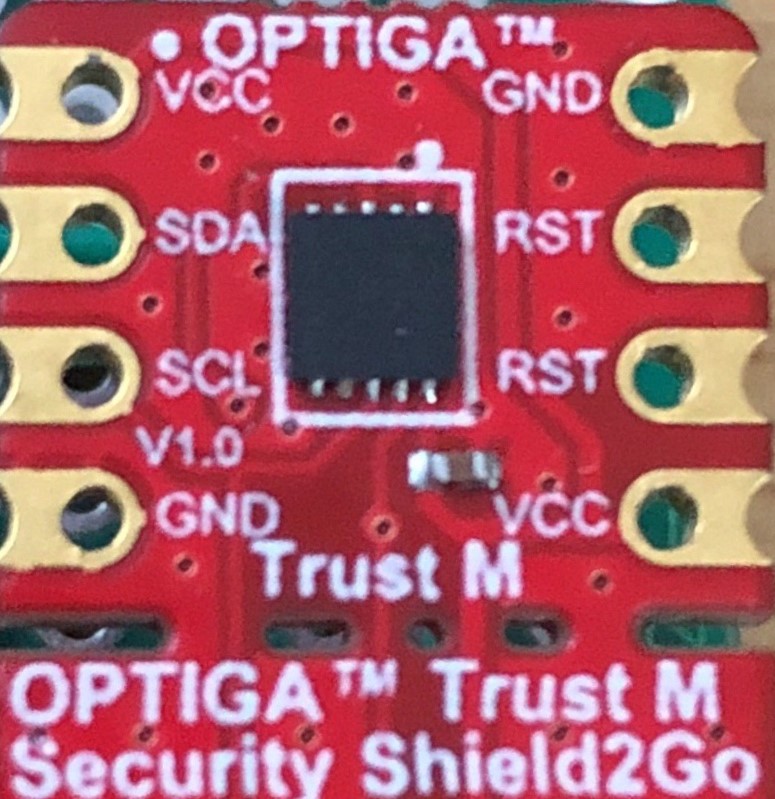 OPTIGA™
VCC GND
SDA RST
SCL RST
V1.0
GND VCC
Trust M
OPTIGA™ Trust M
Security Shield2Go